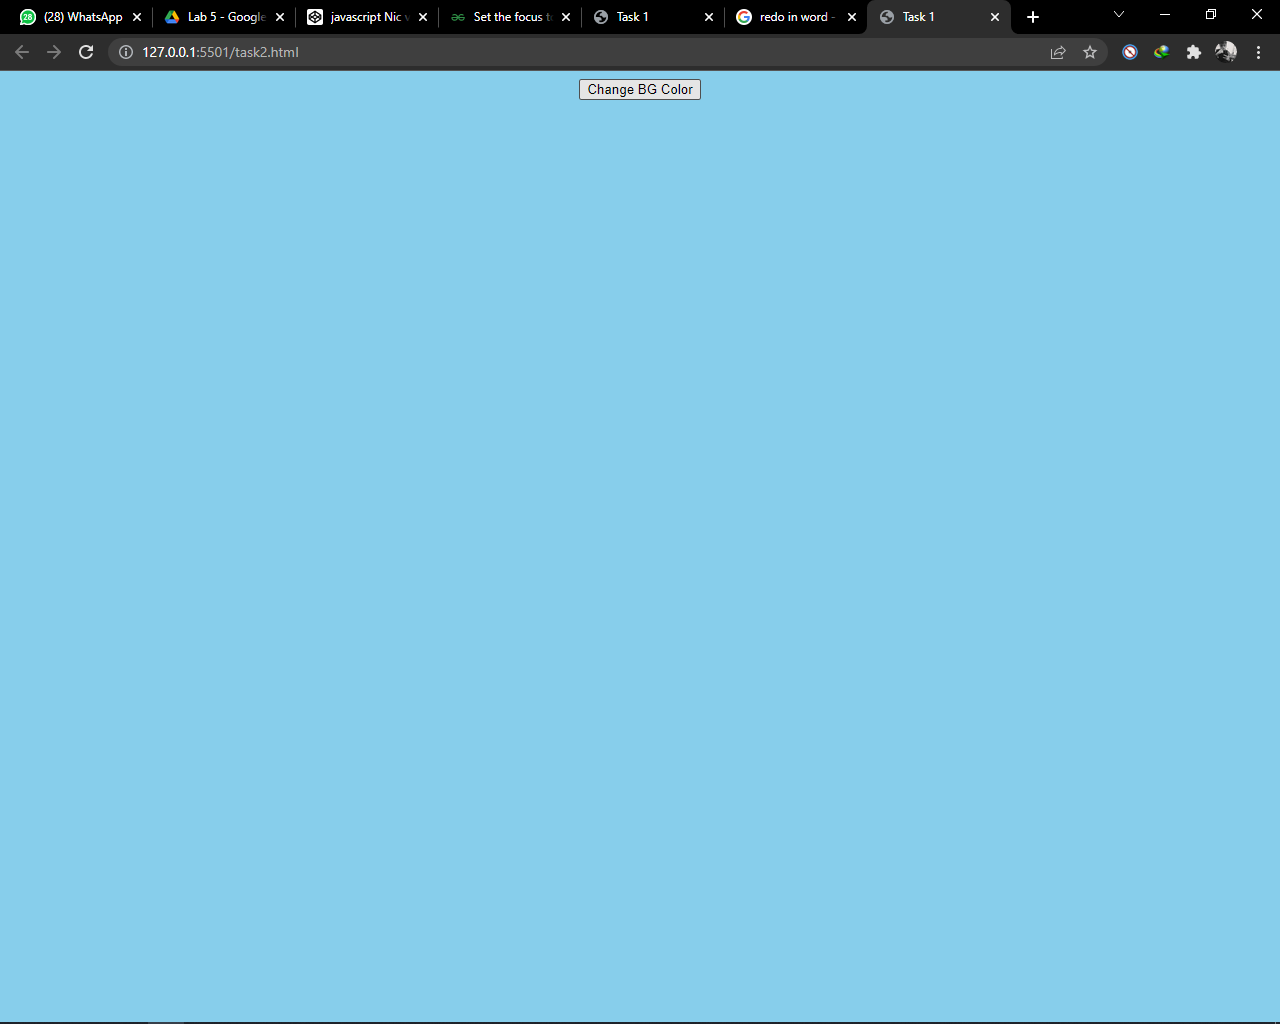 (28) WhatsApp
Lab 5 - Google
javascript Nic
Set the focus
Task 1
redo in word -
Task 1
127.0.0.1:5501/task2.html
Change BG Color